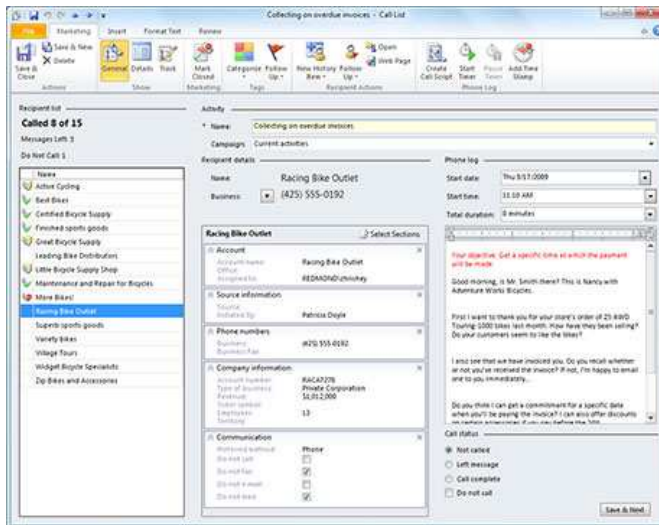 Collecting on overdue invoices - Call List
File Marketing Insert Format Text Review
Save & Close
Save & New
Delete
General
Details
Track
Mark Closed
Categorize
Follow Up
New History Item
Follow Up
Open
Web Page
Create Call Script
Start Timer
Pause Timer
Add Time Stamp
Actions Show Marketing Tags Recipient Actions Phone Log
Recipient list
Called 8 of 15
Messages Left: 3
Do Not Call: 1
Name
Active Cycling
Best Bikes
Certified Bicycle Supply
Finished sports goods
Great Bicycle Supply
Leading Bike Distributors
Little Bicycle Supply Shop
Maintenance and Repair for Bicycles
More Bikes!
Racing Bike Outlet
Superb sports goods
Variety bikes
Village Tours
Widget Bicycle Specialists
Zip Bikes and Accessories
Activity
* Name: Collecting on overdue invoices
Campaign: Current activities
Recipient details
Name: Racing Bike Outlet
Business: (425) 555-0192
Racing Bike Outlet Select Sections
Account
Account name: Racing Bike Outlet
Office:
Assigned to:
Source information
Source:
Initiated by: Patricia Doyle
Phone numbers
Business: (425) 555-0192
Business Fax:
Company information
Account number:
Type of business: Private Corporation
Revenue: $1,012,000
Ticker symbol:
Employees: 13
Territory:
Communication
Preferred method: Phone
Do not call
Do not fax
Do not e-mail
Do not mail
Phone log
Start date: Thu 9/17/2009
Start time: 11:10 AM
Total duration: 0 minutes
Your objective: Get a specific time at which the payment
will be made.
Good morning, is Mr. Smith there? This is Nancy with
Adventure Works Bicycles.
First I want to thank you for your store's order of 25 AWD
Touring-1000 bikes last month. How have they been selling?
Do your customers seem to like the bikes?
I also see that we have invoiced you. Do you recall whether
or not you've received the invoice? If not, I'm happy to email
one to you immediately...
Do you think I can get a commitment for a specific date
when you'll be paying the invoice? I can also offer discounts
on certain accessories if you pay before the
Call status
Not called
Left message
Call complete
Do not call
Save & Next